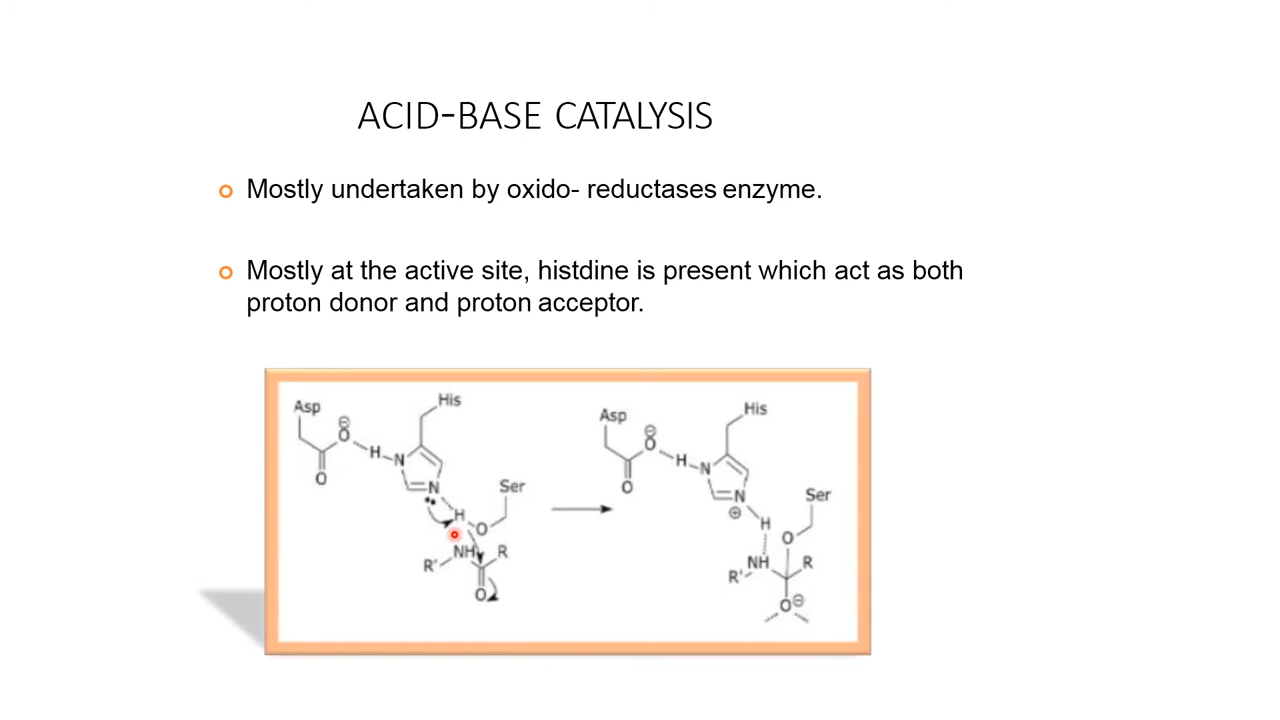 ACID-BASE CATALYSIS
Mostly undertaken by oxido- reductases enzyme.
Mostly at the active site, histdine is present which act as both
proton donor and proton acceptor.
Asp
His
O
H
N
O
N
Ser
H
O
NH
R
R'
O
Asp
His
O
H
N
O
N
Ser
H
O
NH
R
R'
O